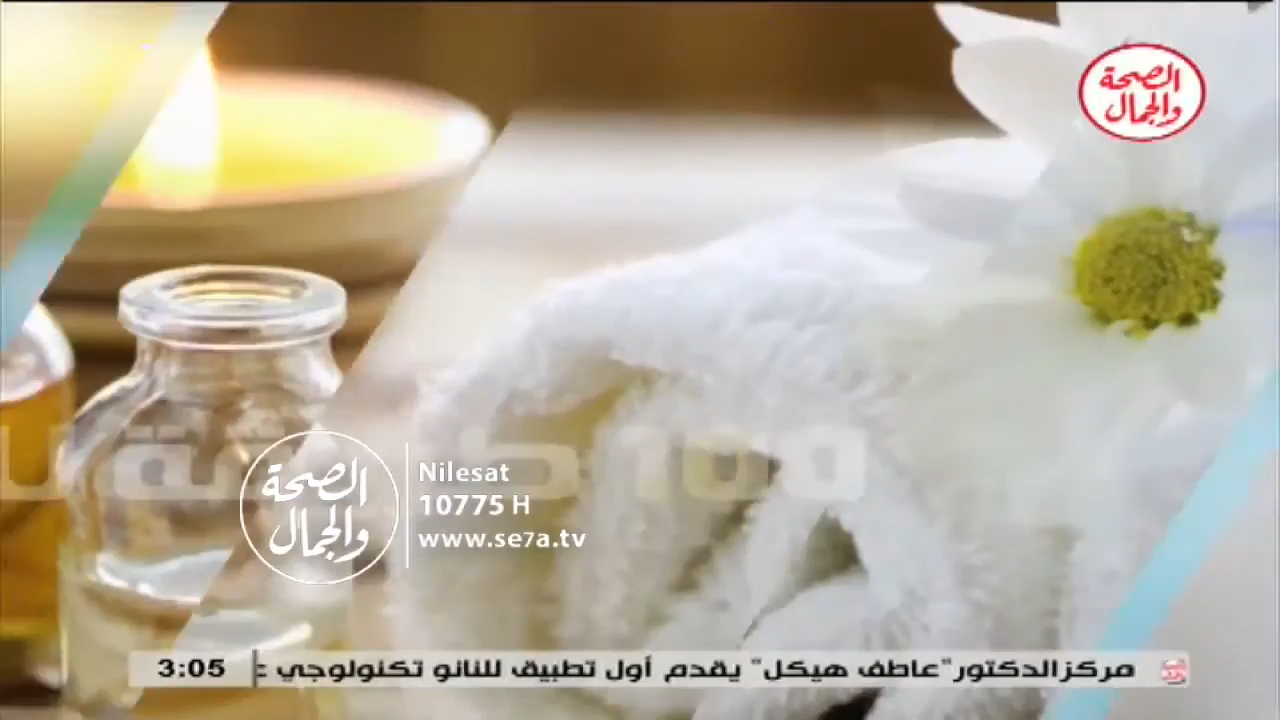 الصحة
والجمال
الصحة
والجمال
Nilesat
10775 H
www.se7a.tv
مركز الدكتور "عاطف هيكل" يقدم أول تطبيق للنانو تكنولوجي :
3:05